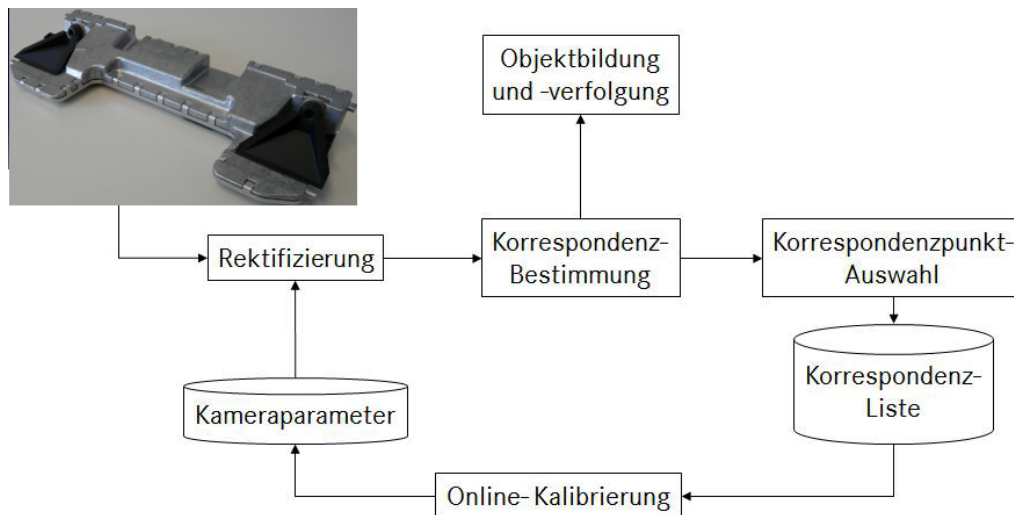 Objektbildung
und -verfolgung
Rektifizierung
Korrespondenz-
Bestimmung
Korrespondenzpunkt-
Auswahl
Korrespondenz-
Liste
Kameraparameter
Online-Kalibrierung